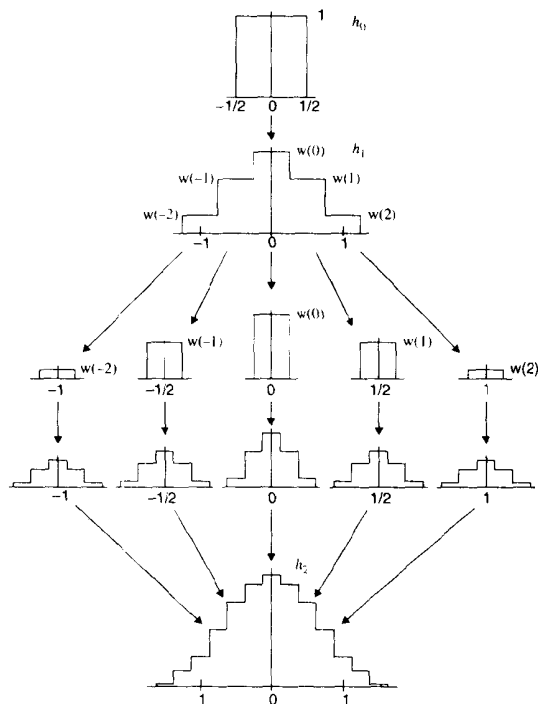 1 h₀
−1/2 0 1/2
w(0) h₁
w(−1) w(1)
w(−2) w(2)
−1 0 1
w(0)
w(−1) w(1)
w(−2) w(2)
−1 −1/2 0 1/2 1
−1 −1/2 0 1/2 1
h₂
1 0 1